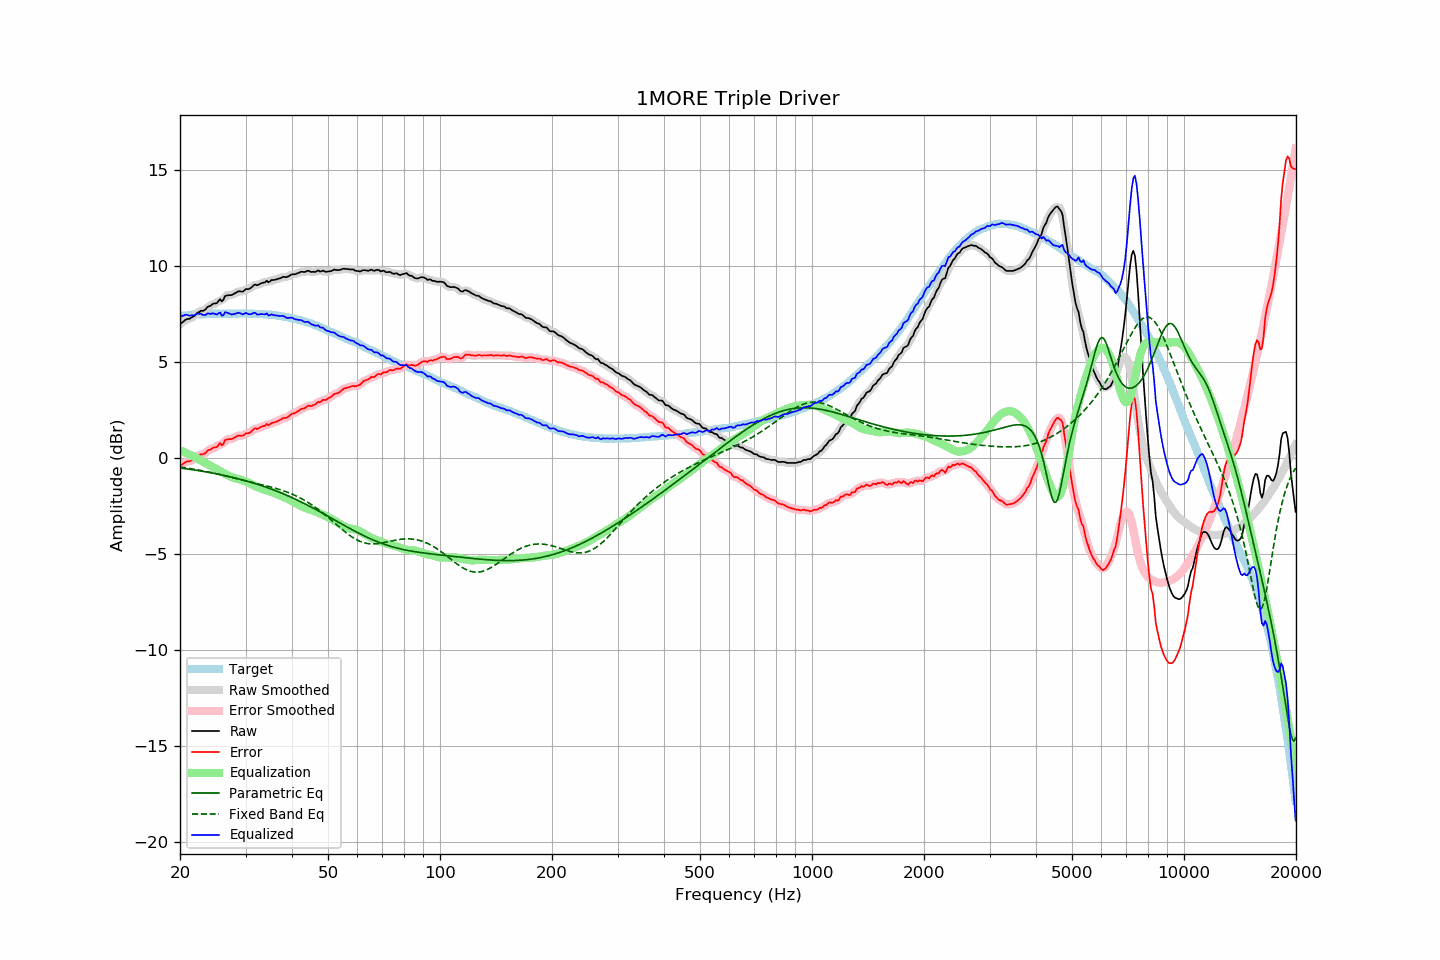 1MORE Triple Driver
Amplitude (dBr)
15
10
5
0
−5
−10
−15
−20
Target
Raw Smoothed
Error Smoothed
Raw
Error
Equalization
Parametric Eq
Fixed Band Eq
Equalized
20 50 100 200 500 1000 2000 5000 10000 20000
Frequency (Hz)